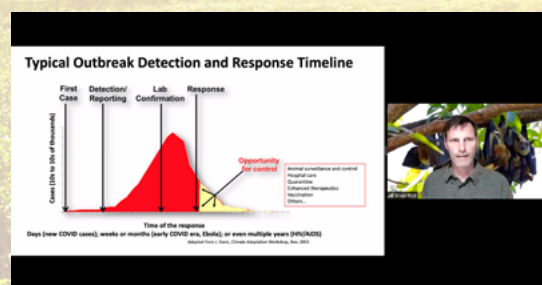 Typical Outbreak Detection and Response Timeline
First Case
Detection/ Reporting
Lab Confirmation
Response
Cases (10s to 10s of thousands)
Opportunity for control
Animal surveillance and control
Hospital care
Quarantine
Enhanced therapeutics
Vaccination
Others...
Time of the response
Days (new COVID cases); weeks or months (early COVID era, Ebola); or even multiple years (HIV/AIDS)
Adapted from J. Davis, Climate Adaptation Workshop, Nov.